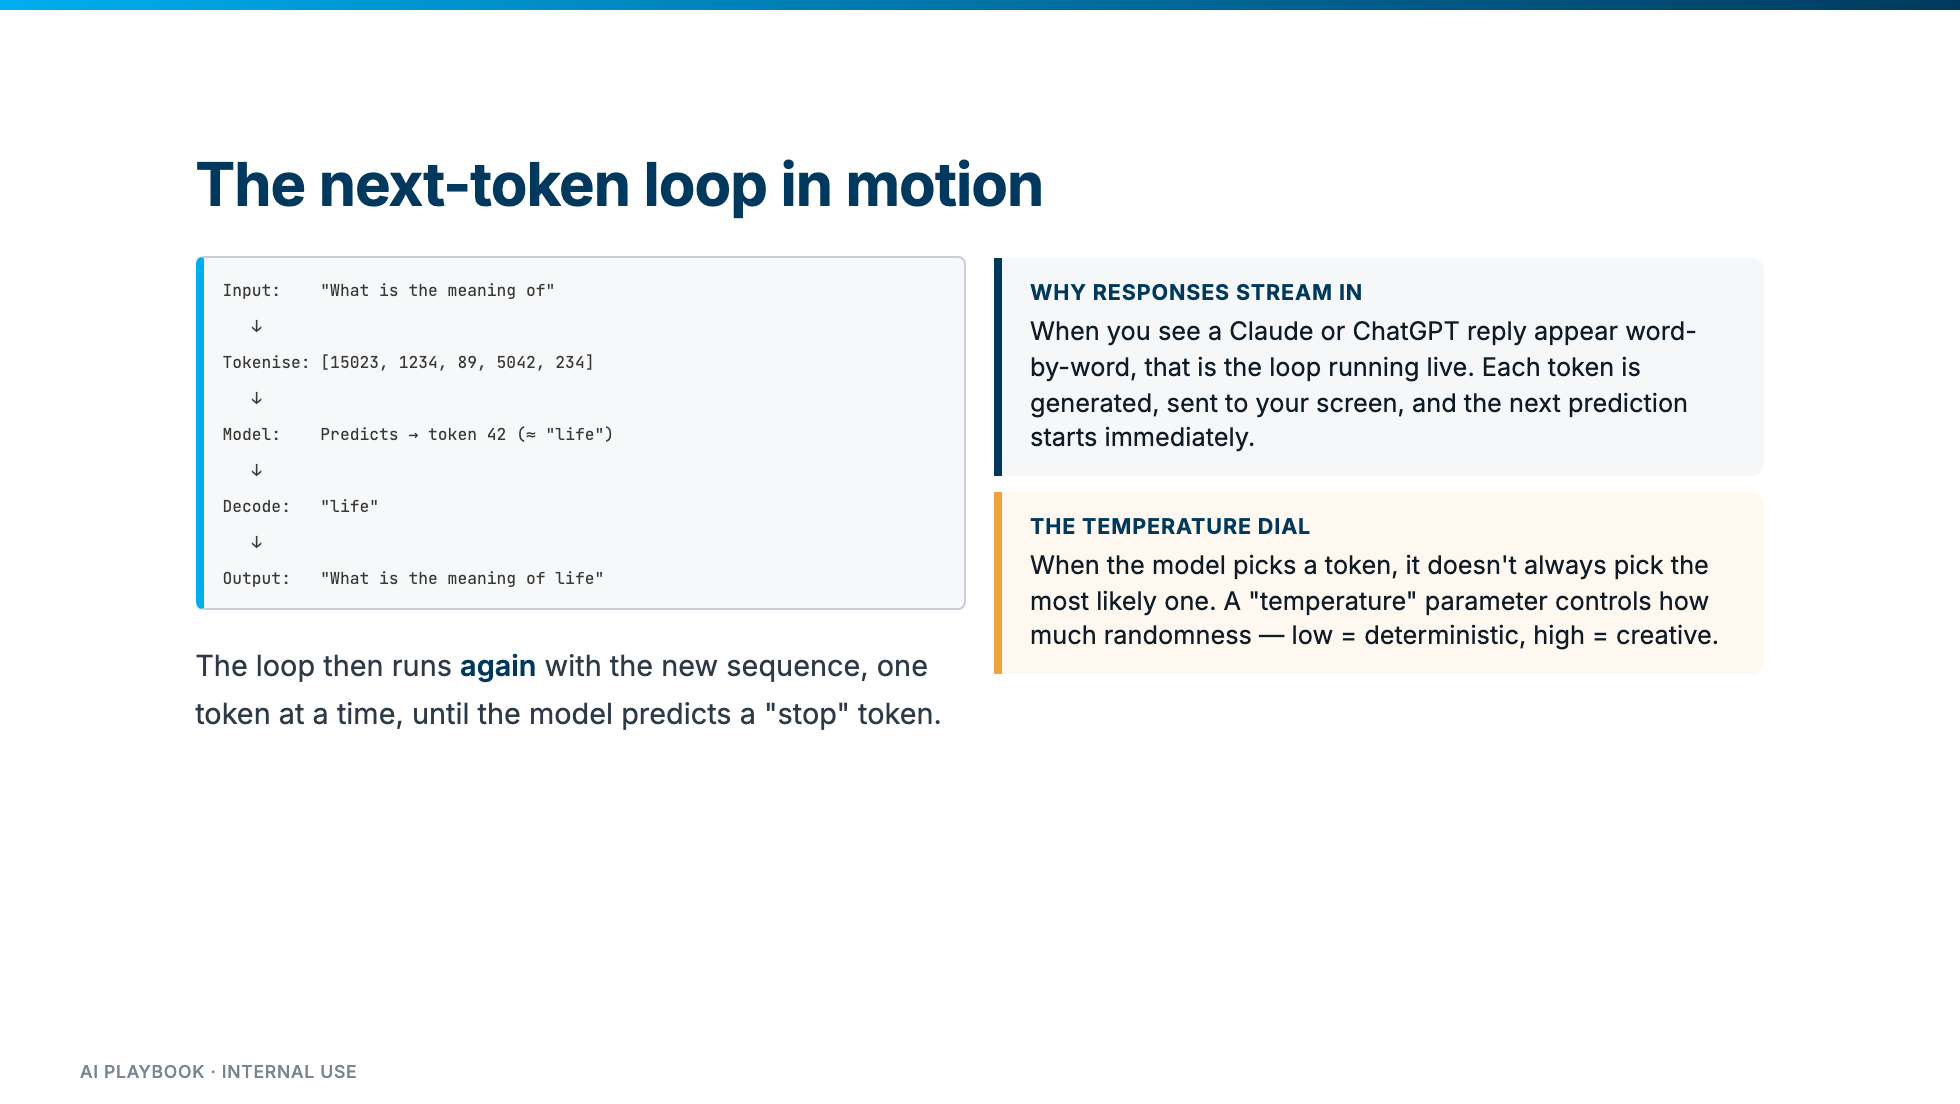 The next-token loop in motion
Input:    "What is the meaning of"
↓
Tokenise: [15023, 1234, 89, 5042, 234]
↓
Model:    Predicts → token 42 (≈ "life")
↓
Decode:   "life"
↓
Output:   "What is the meaning of life"
The loop then runs again with the new sequence, one
token at a time, until the model predicts a "stop" token.
WHY RESPONSES STREAM IN
When you see a Claude or ChatGPT reply appear word-
by-word, that is the loop running live. Each token is
generated, sent to your screen, and the next prediction
starts immediately.
THE TEMPERATURE DIAL
When the model picks a token, it doesn't always pick the
most likely one. A "temperature" parameter controls how
much randomness — low = deterministic, high = creative.
AI PLAYBOOK · INTERNAL USE